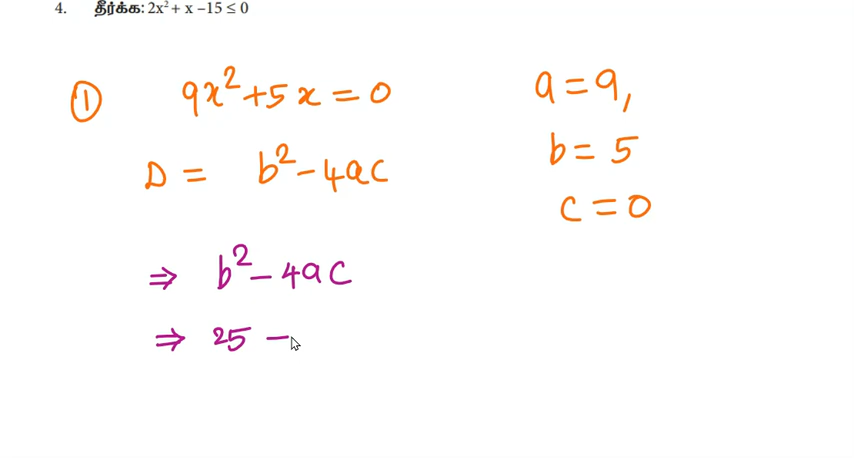 4. தீர்க்க: 2x² + x −15 ≤ 0
① 9x² + 5x = 0
a = 9,
D = b² − 4ac
b = 5
c = 0
⇒ b² − 4ac
⇒ 25 −